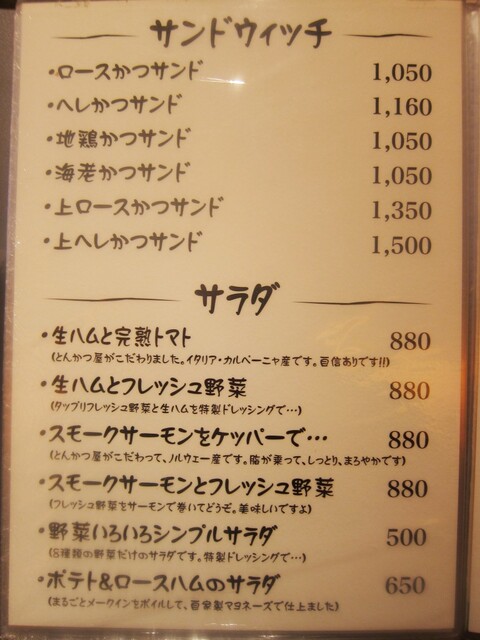 サンドウィッチ
・ロースかつサンド 1,050
・ヘレかつサンド 1,160
・地鶏かつサンド 1,050
・海老かつサンド 1,050
・上ロースかつサンド 1,350
・上ヘレかつサンド 1,500
サラダ
・生ハムと完熟トマト 880
(とんかつ屋がこだわりました。イタリア・カルペーニャ産です。自信ありです!!)
・生ハムとフレッシュ野菜 880
(タップリフレッシュ野菜と生ハムを特製ドレッシングで…)
・スモークサーモンをケッパーで… 880
(とんかつ屋がこだわって、ノルウェー産です。脂が乗って、しっとり、まろやかです)
・スモークサーモンとフレッシュ野菜 880
(フレッシュ野菜をサーモンで巻いてどうぞ。美味しいですよ)
・野菜いろいろシンプルサラダ 500
(8種類の野菜だけのサラダです。特製ドレッシングで…)
・ポテト&ロースハムのサラダ 650
(まるごとメークインをボイルして、自家製マヨネーズで仕上ました)